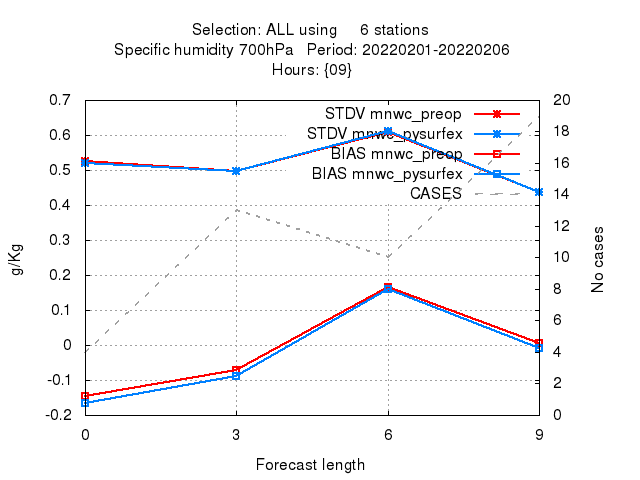 Selection: ALL using 6 stations
Specific humidity 700hPa Period: 20220201-20220206
Hours: {09}
STDV mnwc_preop
STDV mnwc_pysurfex
BIAS mnwc_preop
BIAS mnwc_pysurfex
CASES
g/Kg
0.7
0.6
0.5
0.4
0.3
0.2
0.1
0
-0.1
-0.2
20
18
16
14
12
10
8
6
4
2
0
No cases
0 3 6 9
Forecast length